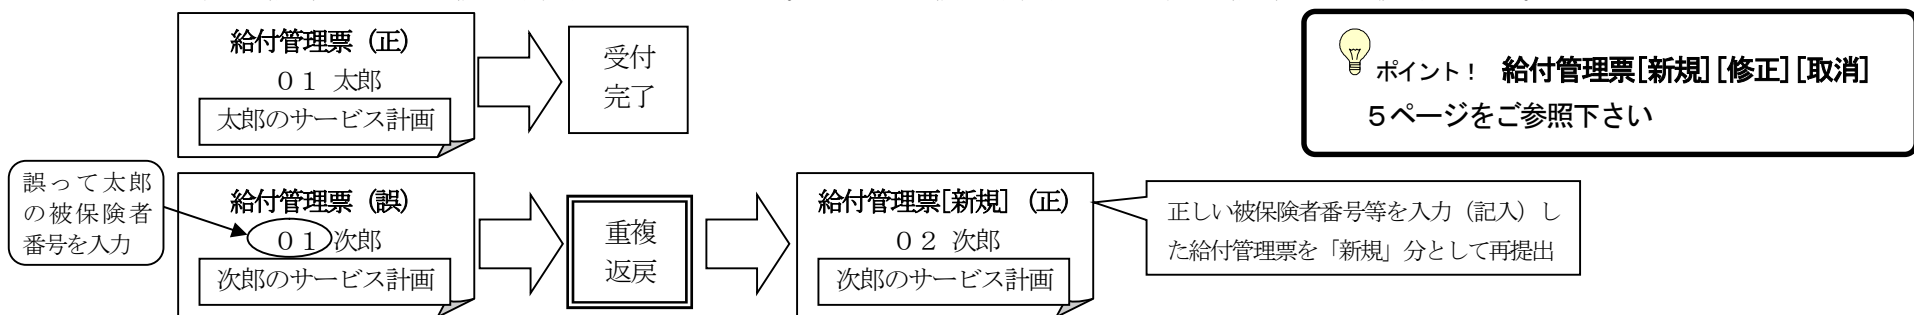 給付管理票（正）
０１ 太郎
太郎のサービス計画
受付
完了
ポイント！ 給付管理票[新規][修正][取消]
５ページをご参照下さい
誤って太郎
の被保険者
番号を入力
給付管理票（誤）
０１ 次郎
次郎のサービス計画
重複
返戻
給付管理票[新規]（正）
０２ 次郎
次郎のサービス計画
正しい被保険者番号等を入力（記入）し
た給付管理票を「新規」分として再提出